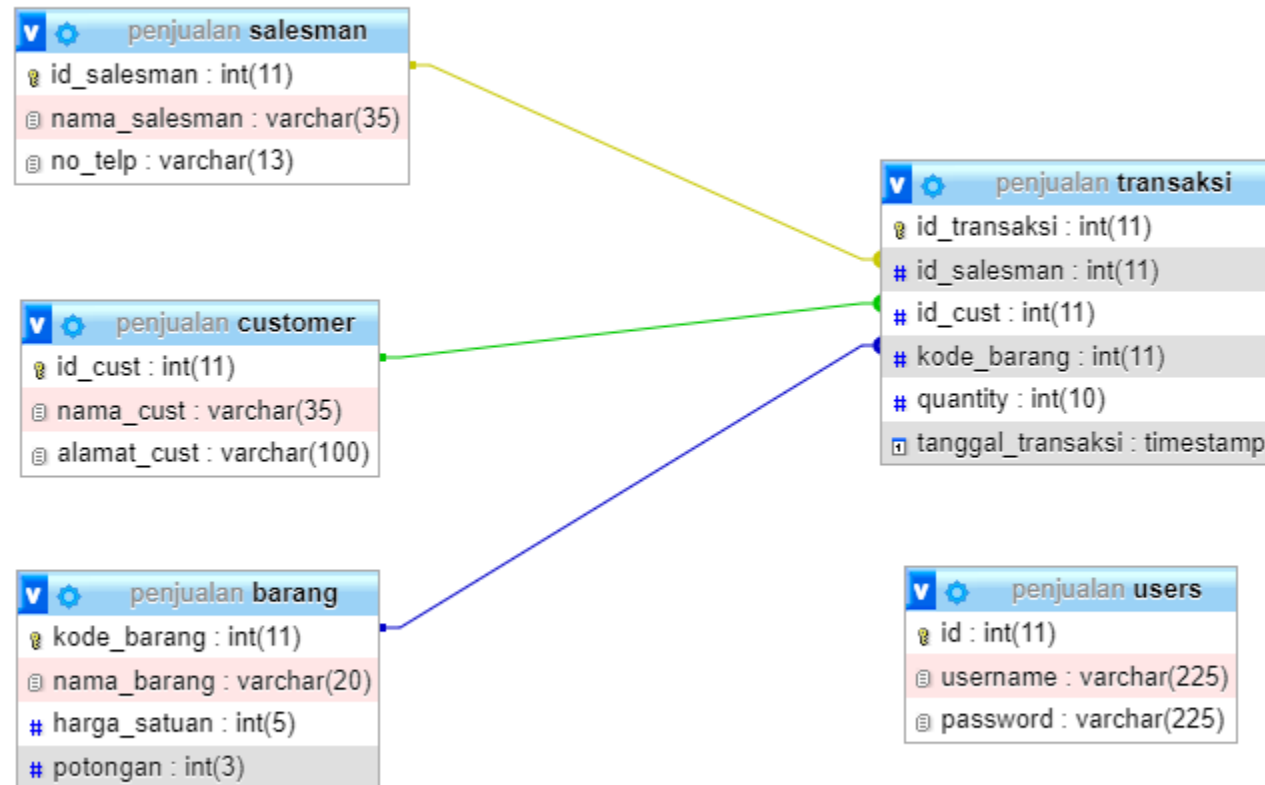 v penjualan salesman
id_salesman : int(11)
nama_salesman : varchar(35)
no_telp : varchar(13)
v penjualan customer
id_cust : int(11)
nama_cust : varchar(35)
alamat_cust : varchar(100)
v penjualan barang
kode_barang : int(11)
nama_barang : varchar(20)
# harga_satuan : int(5)
# potongan : int(3)
v penjualan transaksi
id_transaksi : int(11)
# id_salesman : int(11)
# id_cust : int(11)
# kode_barang : int(11)
# quantity : int(10)
tanggal_transaksi : timestamp
v penjualan users
id : int(11)
username : varchar(225)
password : varchar(225)